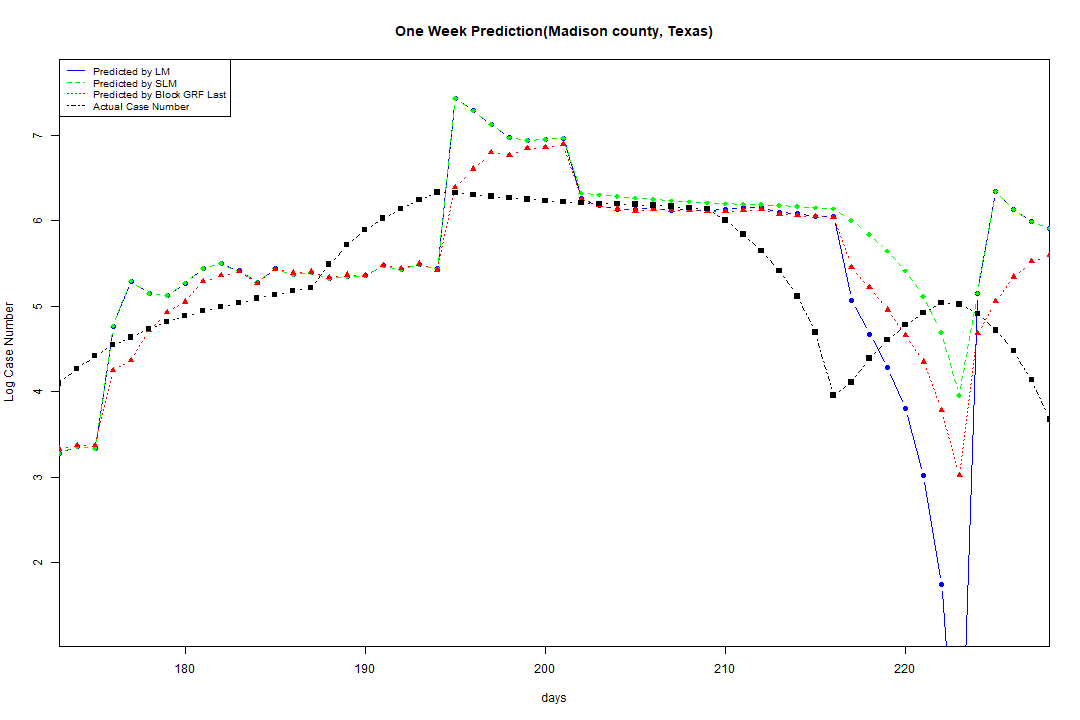 One Week Prediction(Madison county, Texas)
Predicted by LM
Predicted by SLM
Predicted by Block GRF Last
Actual Case Number
7
6
5
4
3
2
Log Case Number
180 190 200 210 220
days